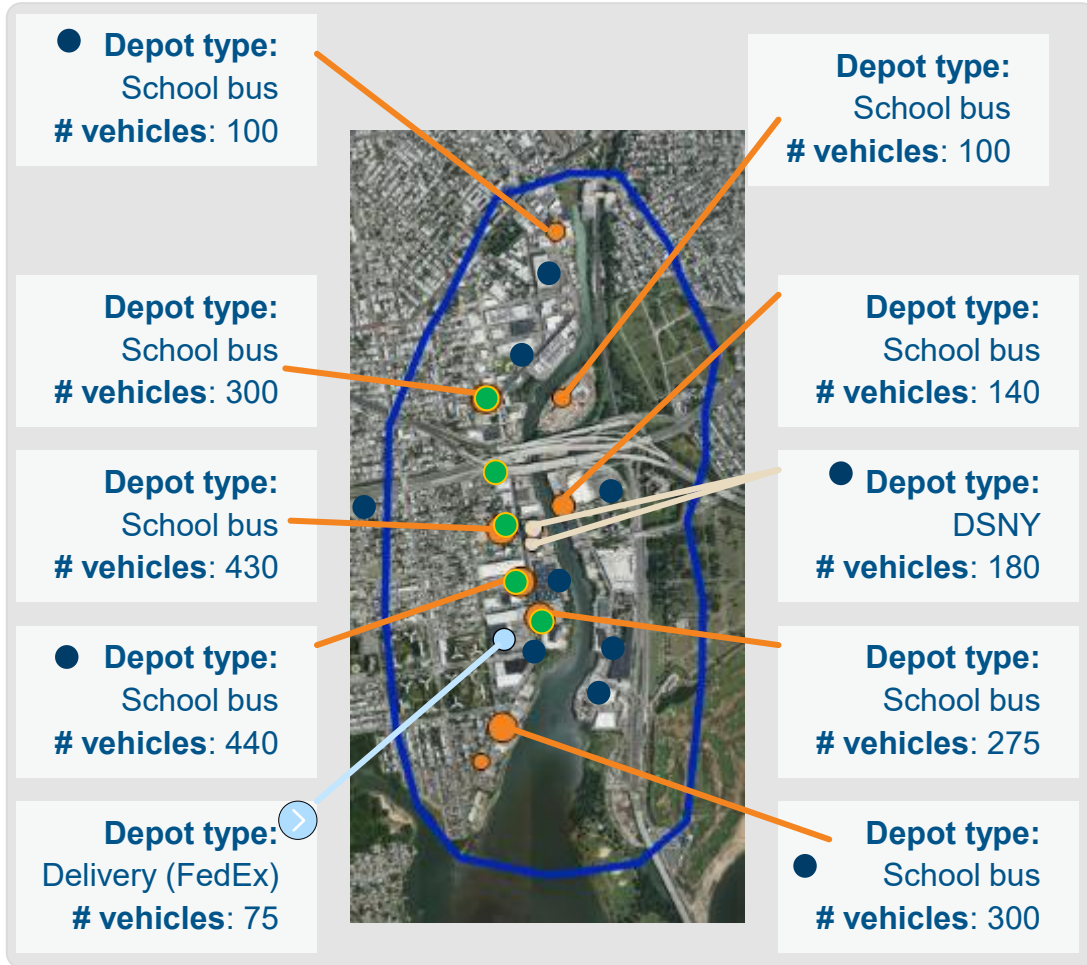 Depot type:
School bus
# vehicles: 100
Depot type:
School bus
# vehicles: 100
Depot type:
School bus
# vehicles: 300
Depot type:
School bus
# vehicles: 140
Depot type:
School bus
# vehicles: 430
Depot type:
DSNY
# vehicles: 180
Depot type:
School bus
# vehicles: 440
Depot type:
School bus
# vehicles: 275
Depot type:
Delivery (FedEx)
# vehicles: 75
Depot type:
School bus
# vehicles: 300